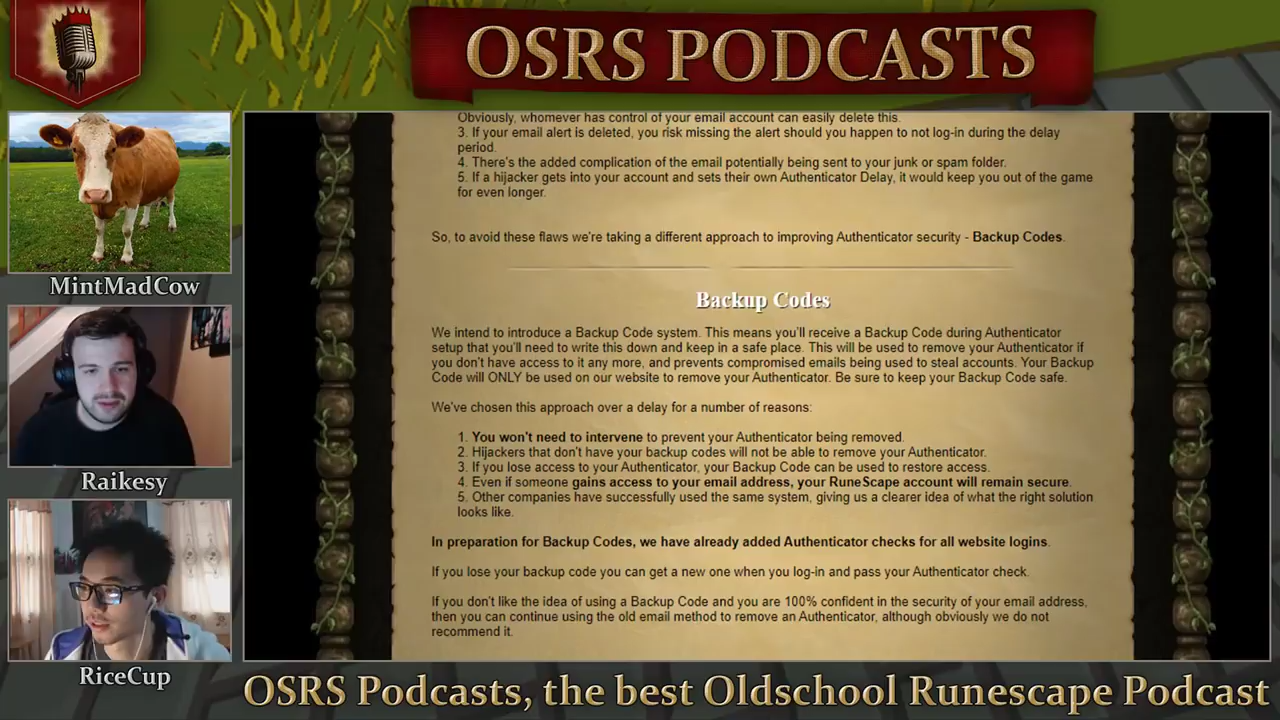 OSRS PODCASTS
Obviously, whomever has control of your email account can easily delete this.
3. If your email alert is deleted, you risk missing the alert should you happen to not log-in during the delay
period.
4. There's the added complication of the email potentially being sent to your junk or spam folder.
5. If a hijacker gets into your account and sets their own Authenticator Delay, it would keep you out of the game
for even longer.
So, to avoid these flaws we're taking a different approach to improving Authenticator security - Backup Codes.
Backup Codes
We intend to introduce a Backup Code system. This means you'll receive a Backup Code during Authenticator
setup that you'll need to write this down and keep in a safe place. This will be used to remove your Authenticator if
you don't have access to it any more, and prevents compromised emails being used to steal accounts. Your Backup
Code will ONLY be used on our website to remove your Authenticator. Be sure to keep your Backup Code safe.
We've chosen this approach over a delay for a number of reasons:
1. You won't need to intervene to prevent your Authenticator being removed.
2. Hijackers that don't have your backup codes will not be able to remove your Authenticator.
3. If you lose access to your Authenticator, your Backup Code can be used to restore access.
4. Even if someone gains access to your email address, your RuneScape account will remain secure.
5. Other companies have successfully used the same system, giving us a clearer idea of what the right solution
looks like.
In preparation for Backup Codes, we have already added Authenticator checks for all website logins.
If you lose your backup code you can get a new one when you log-in and pass your Authenticator check.
If you don't like the idea of using a Backup Code and you are 100% confident in the security of your email address,
then you can continue using the old email method to remove an Authenticator, although obviously we do not
recommend it.
MintMadCow
Raikesy
RiceCup
OSRS Podcasts, the best Oldschool Runescape Podcast